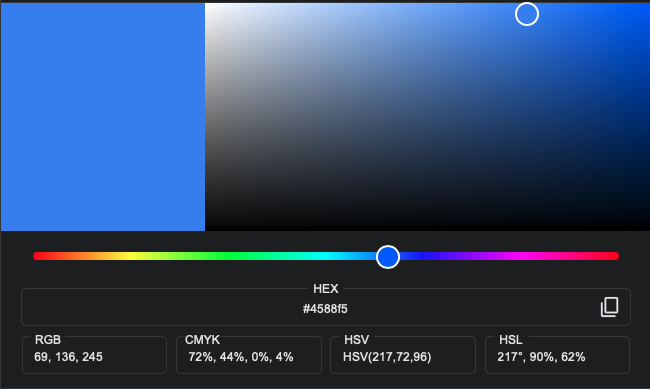 HEX
#4588f5
RGB
69, 136, 245
CMYK
72%, 44%, 0%, 4%
HSV
HSV(217,72,96)
HSL
217°, 90%, 62%